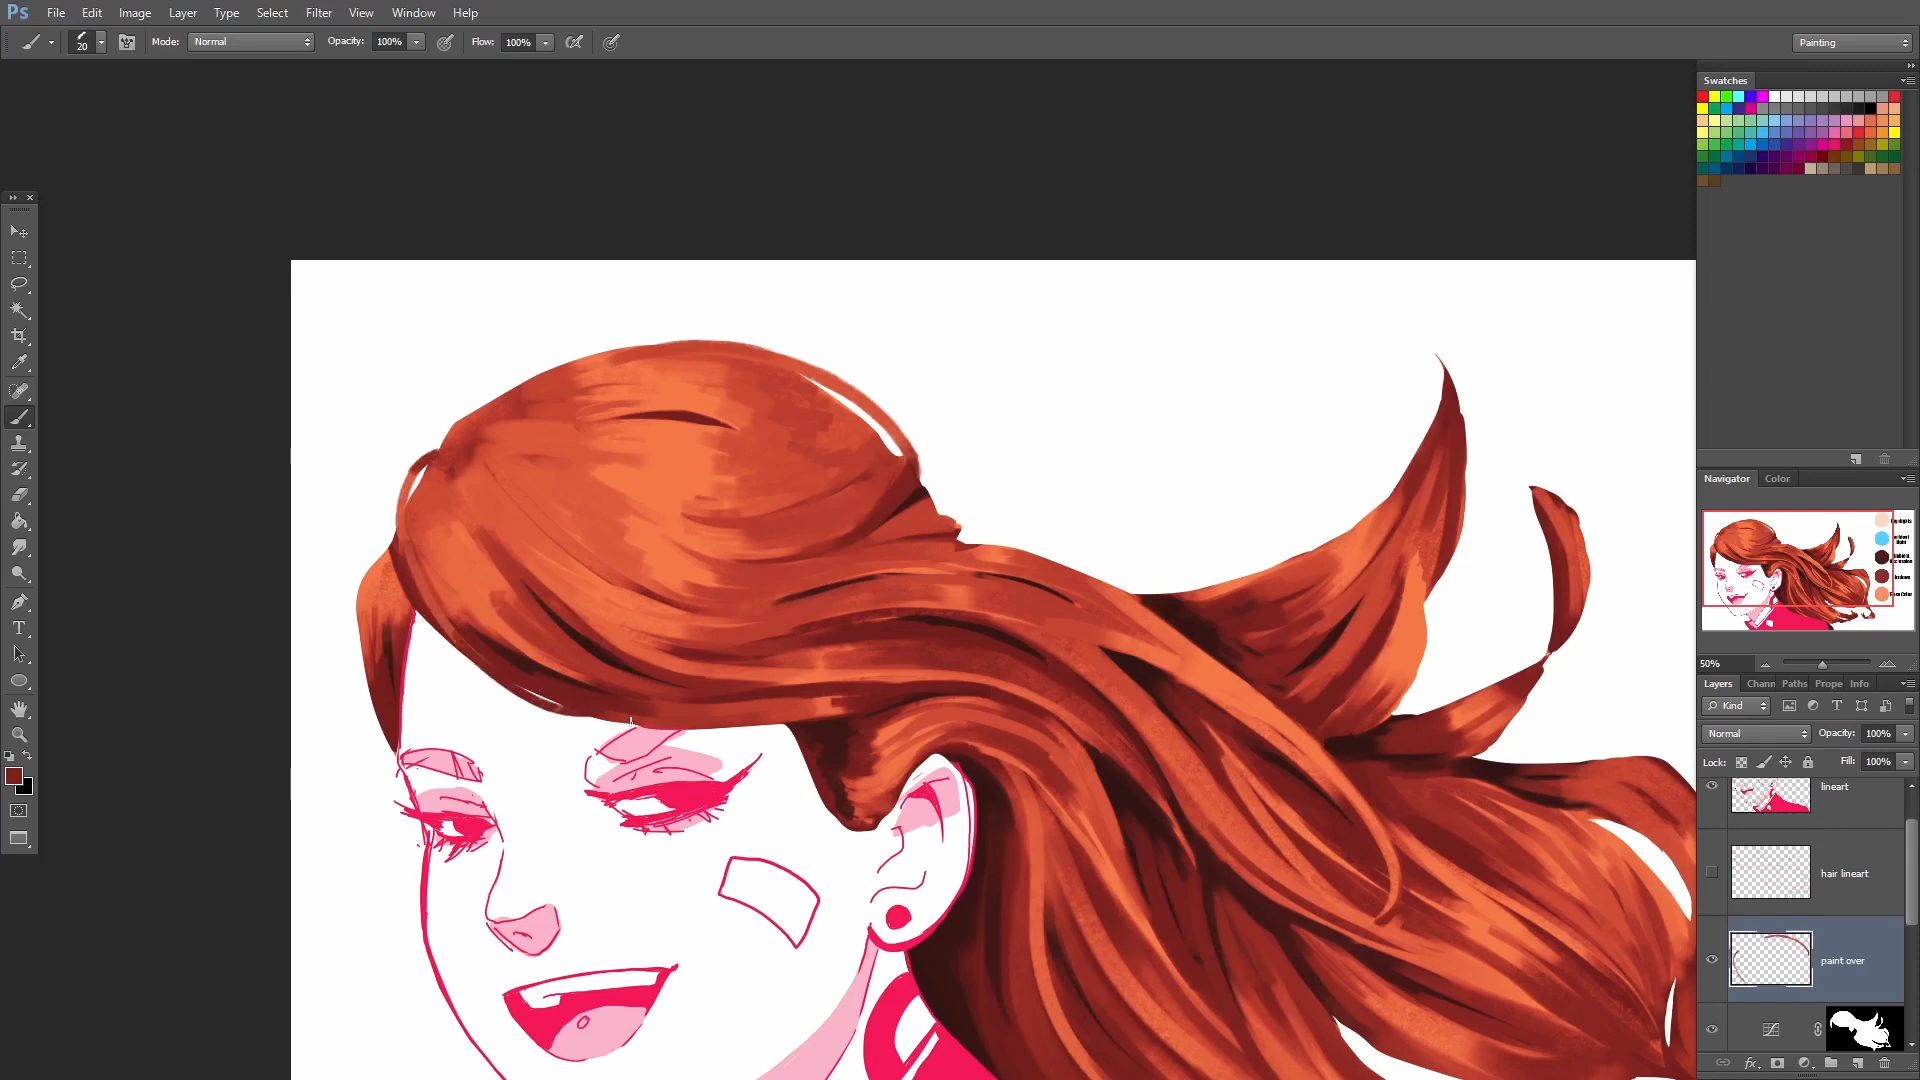 Ps File Edit Image Layer Type Select Filter View Window Help
20 Mode: Normal Opacity: 100% Flow: 100% Painting
Swatches
Navigator Color
50%
Layers Chann Paths Prope Info
Kind T
Normal Opacity: 100%
Lock: Fill: 100%
lineart
hair lineart
paint over
fx
T